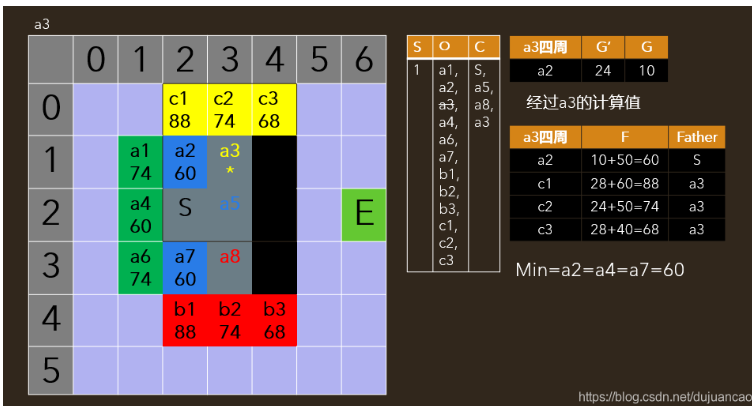 a3
0 1 2 3 4 5 6
0 c1 c2 c3
88 74 68
1 a1 a2 a3
74 60 *
2 a4 S a5 E
60
3 a6 a7 a8
74 60
4 b1 b2 b3
88 74 68
5
S O C
1 a1, S,
a2, a5,
a3, a8,
a4, a3
a6,
a7,
b1,
b2,
b3,
c1,
c2,
c3
a3四周 G’ G
a2 24 10
经过a3的计算值
a3四周 F Father
a2 10+50=60 S
c1 28+60=88 a3
c2 24+50=74 a3
c3 28+40=68 a3
Min=a2=a4=a7=60
https://blog.csdn.net/dujuancao